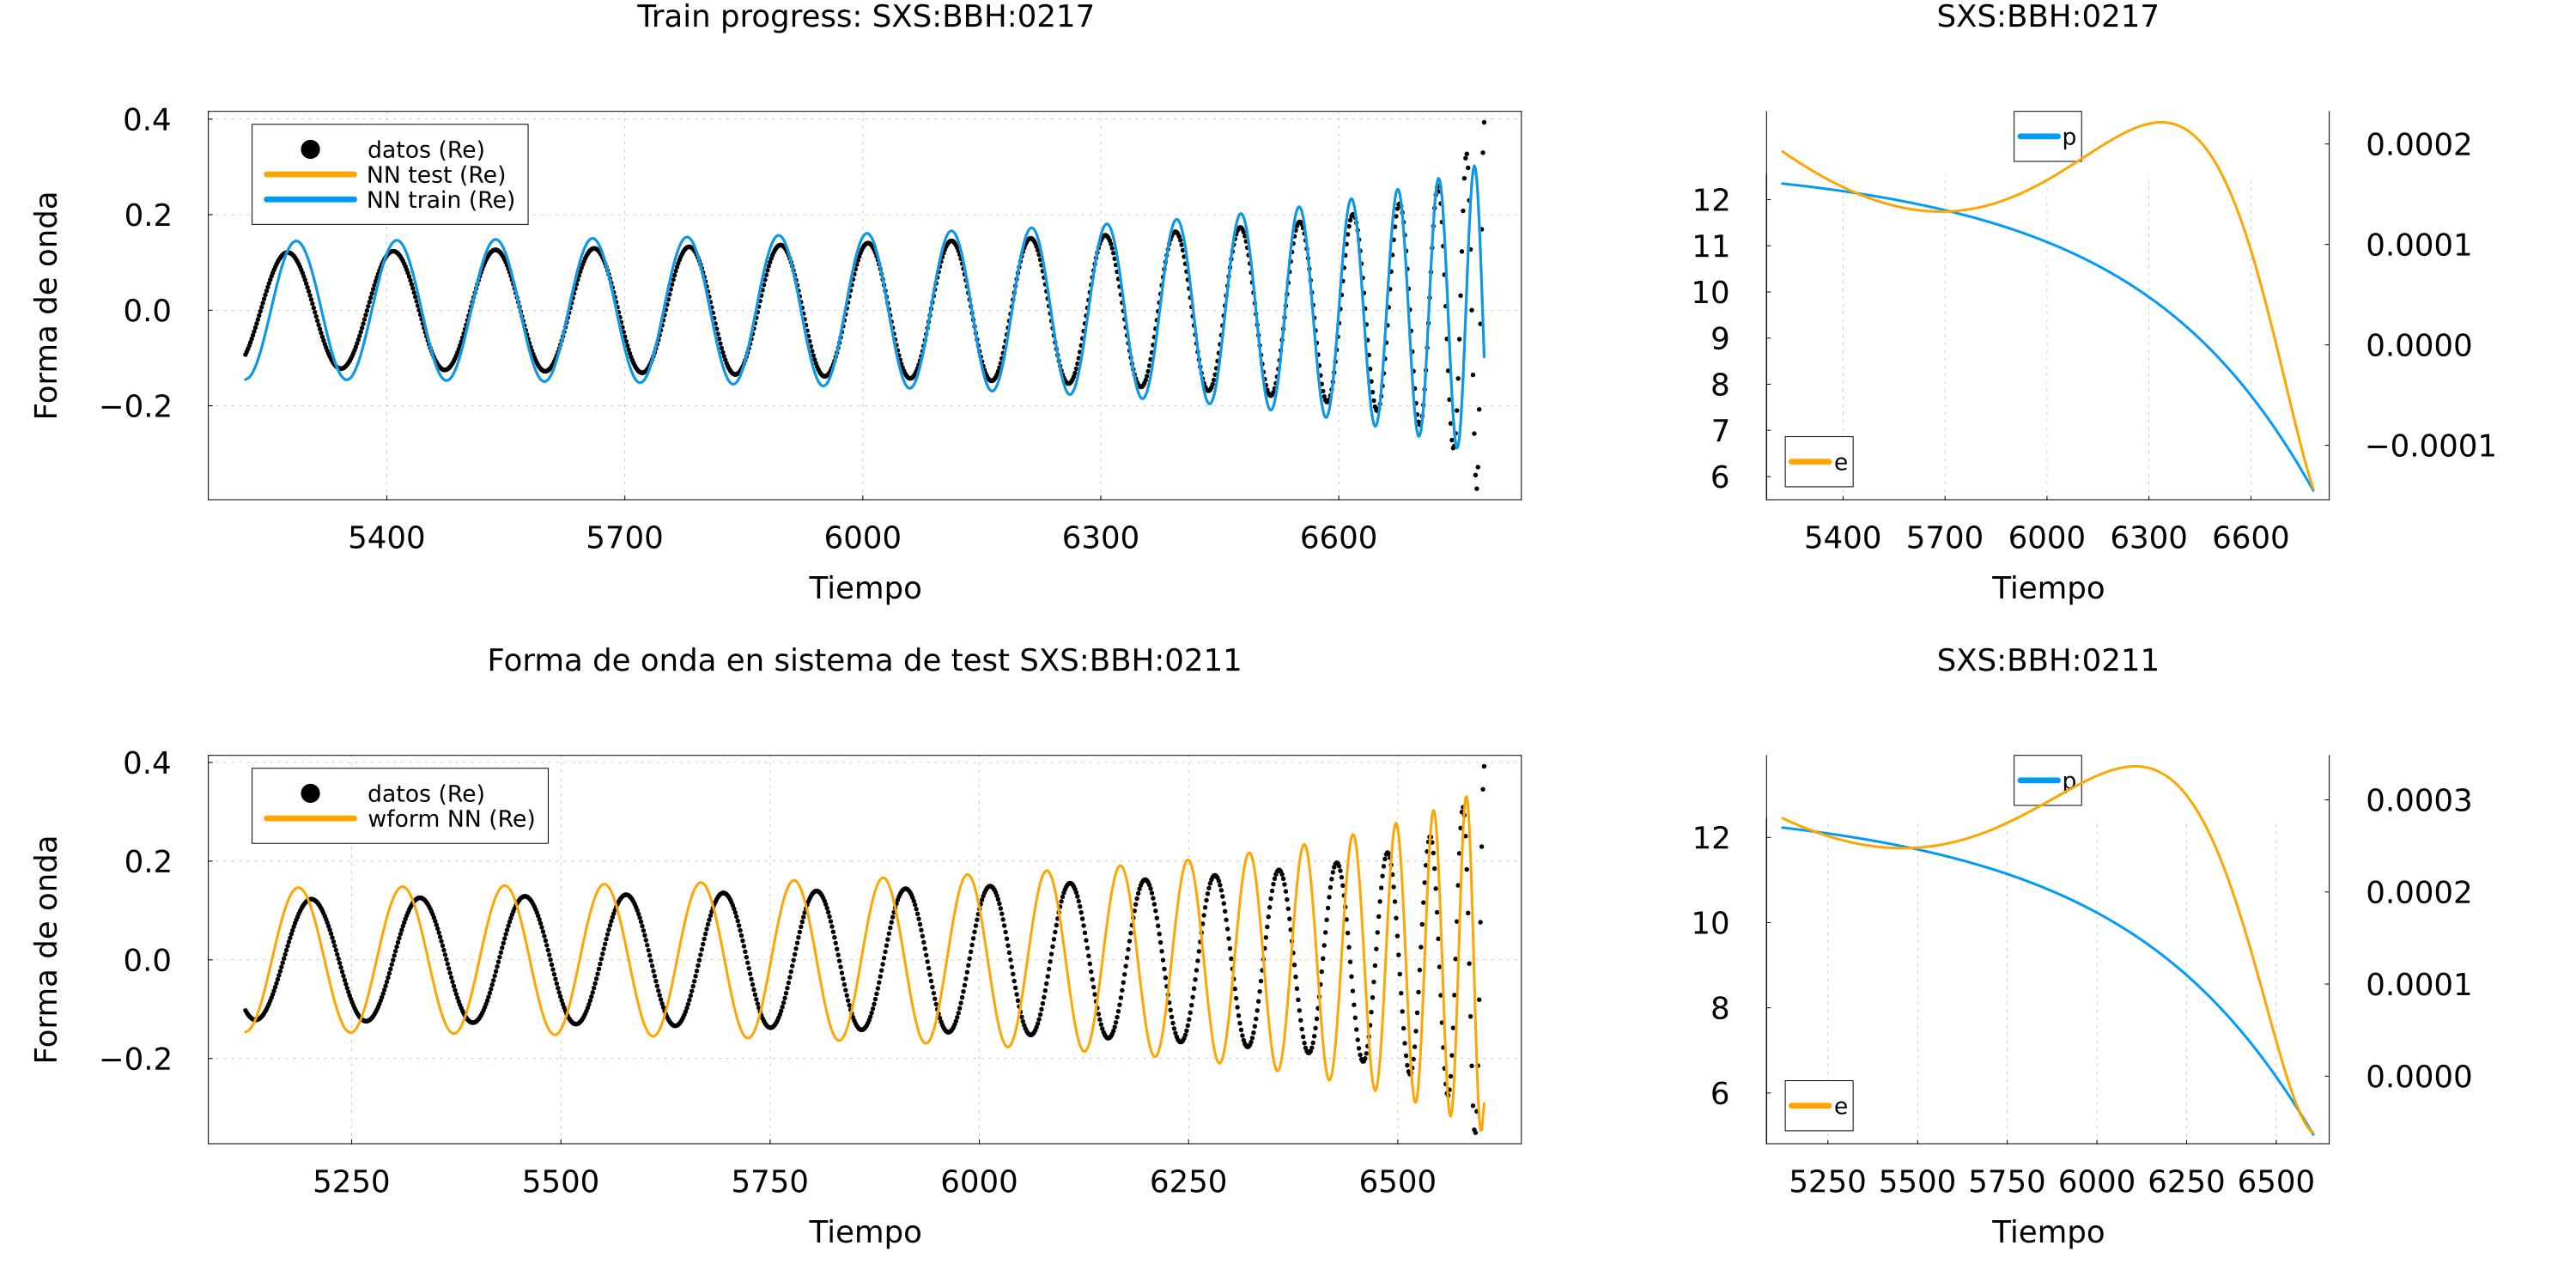 Train progress: SXS:BBH:0217
Forma de onda
0.4
0.2
0.0
−0.2
datos (Re)
NN test (Re)
NN train (Re)
5400 5700 6000 6300 6600
Tiempo
SXS:BBH:0217
12
11
10
9
8
7
6
p
e
0.0002
0.0001
0.0000
−0.0001
5400 5700 6000 6300 6600
Tiempo
Forma de onda en sistema de test SXS:BBH:0211
Forma de onda
0.4
0.2
0.0
−0.2
datos (Re)
wform NN (Re)
5250 5500 5750 6000 6250 6500
Tiempo
SXS:BBH:0211
12
10
8
6
p
e
0.0003
0.0002
0.0001
0.0000
5250 5500 5750 6000 6250 6500
Tiempo